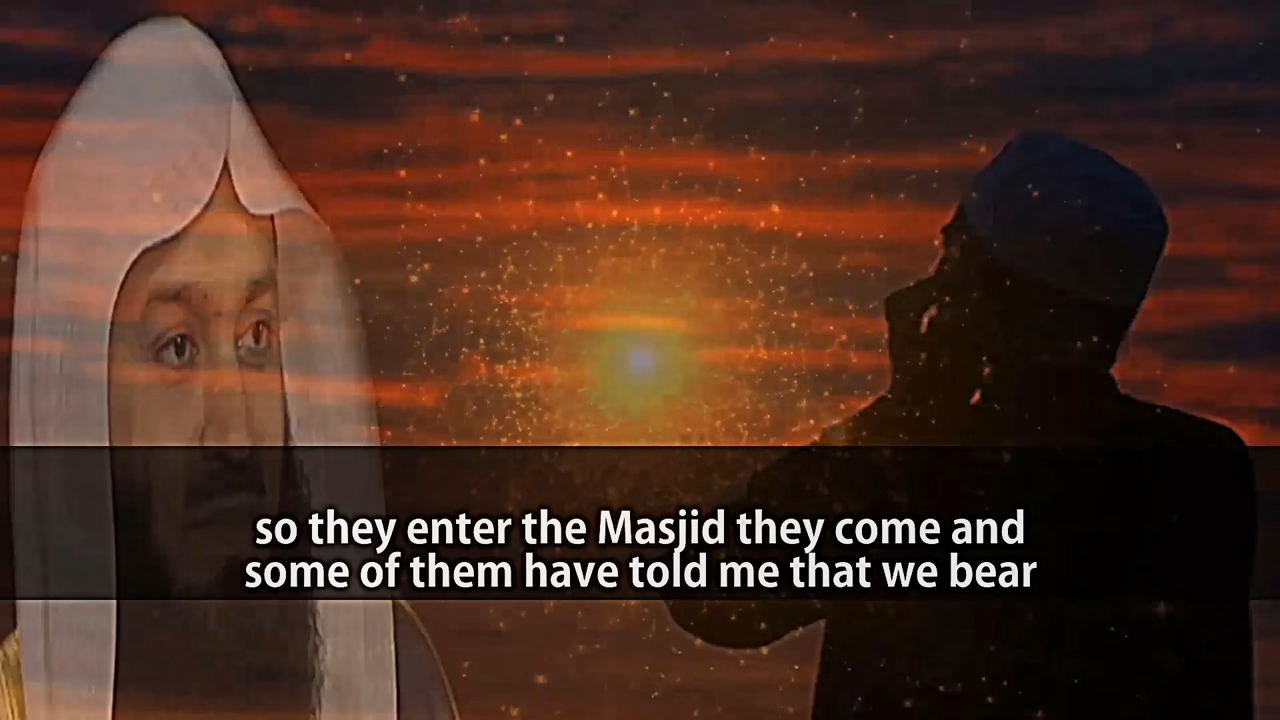 so they enter the Masjid they come and
some of them have told me that we bear